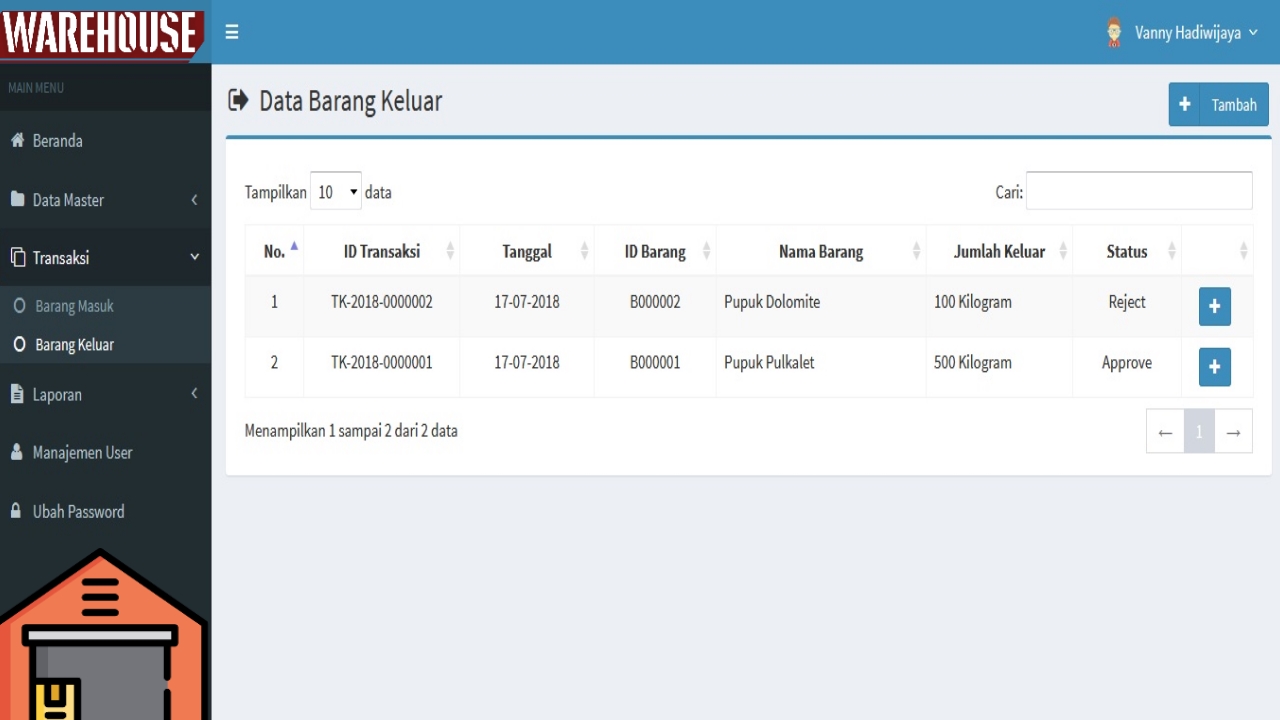 WAREHOUSE
Vanny Hadiwijaya
MAIN MENU
Beranda
Data Master
Transaksi
Barang Masuk
Barang Keluar
Laporan
Manajemen User
Ubah Password
Data Barang Keluar
+ Tambah
Tampilkan 10 data
Cari:
No. ID Transaksi Tanggal ID Barang Nama Barang Jumlah Keluar Status
1 TK-2018-0000002 17-07-2018 B000002 Pupuk Dolomite 100 Kilogram Reject +
2 TK-2018-0000001 17-07-2018 B000001 Pupuk Pulkalet 500 Kilogram Approve +
Menampilkan 1 sampai 2 dari 2 data
← 1 →